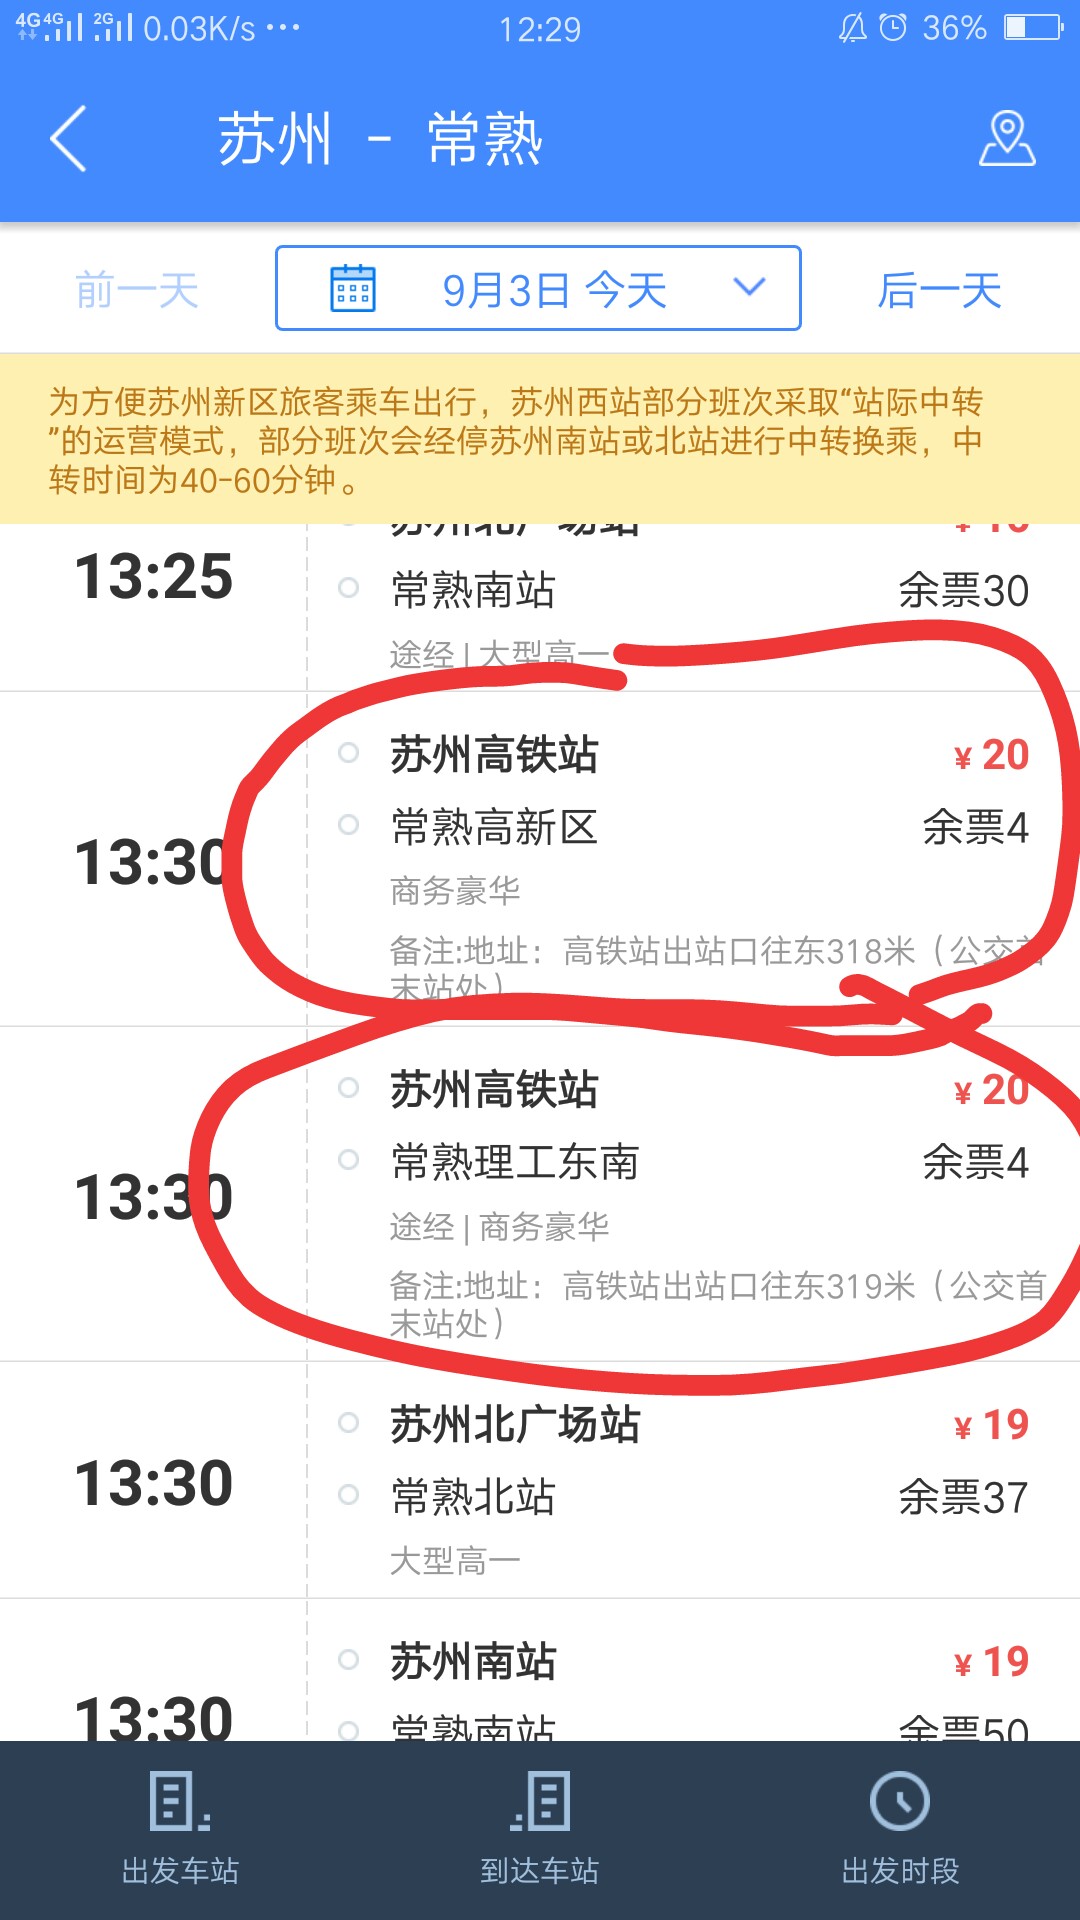 4G 4G 2G 0.03K/s ··· 12:29 36%
苏州 - 常熟
前一天 9月3日 今天 后一天
为方便苏州新区旅客乘车出行，苏州西站部分班次采取“站际中转
”的运营模式，部分班次会经停苏州南站或北站进行中转换乘，中
转时间为40-60分钟。
苏州北广场站
13:25 常熟南站 余票30
途经 | 大型高一
苏州高铁站 ¥ 20
13:30 常熟高新区 余票4
商务豪华
备注:地址：高铁站出站口往东318米（公交首
末站处）
苏州高铁站 ¥ 20
13:30 常熟理工东南 余票4
途经 | 商务豪华
备注:地址：高铁站出站口往东319米（公交首
末站处）
苏州北广场站 ¥ 19
13:30 常熟北站 余票37
大型高一
苏州南站 ¥ 19
13:30 常熟南站 余票50
出发车站 到达车站 出发时段